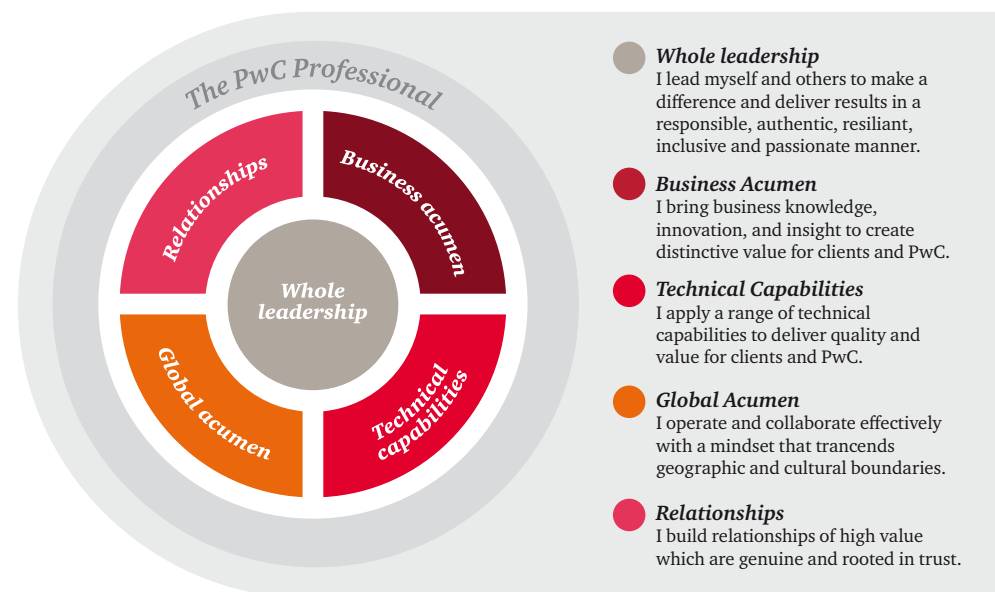 The PwC Professional
Relationships
Business acumen
Whole
leadership
Global acumen
Technical
capabilities
Whole leadership
I lead myself and others to make a
difference and deliver results in a
responsible, authentic, resiliant,
inclusive and passionate manner.
Business Acumen
I bring business knowledge,
innovation, and insight to create
distinctive value for clients and PwC.
Technical Capabilities
I apply a range of technical
capabilities to deliver quality and
value for clients and PwC.
Global Acumen
I operate and collaborate effectively
with a mindset that trancends
geographic and cultural boundaries.
Relationships
I build relationships of high value
which are genuine and rooted in trust.